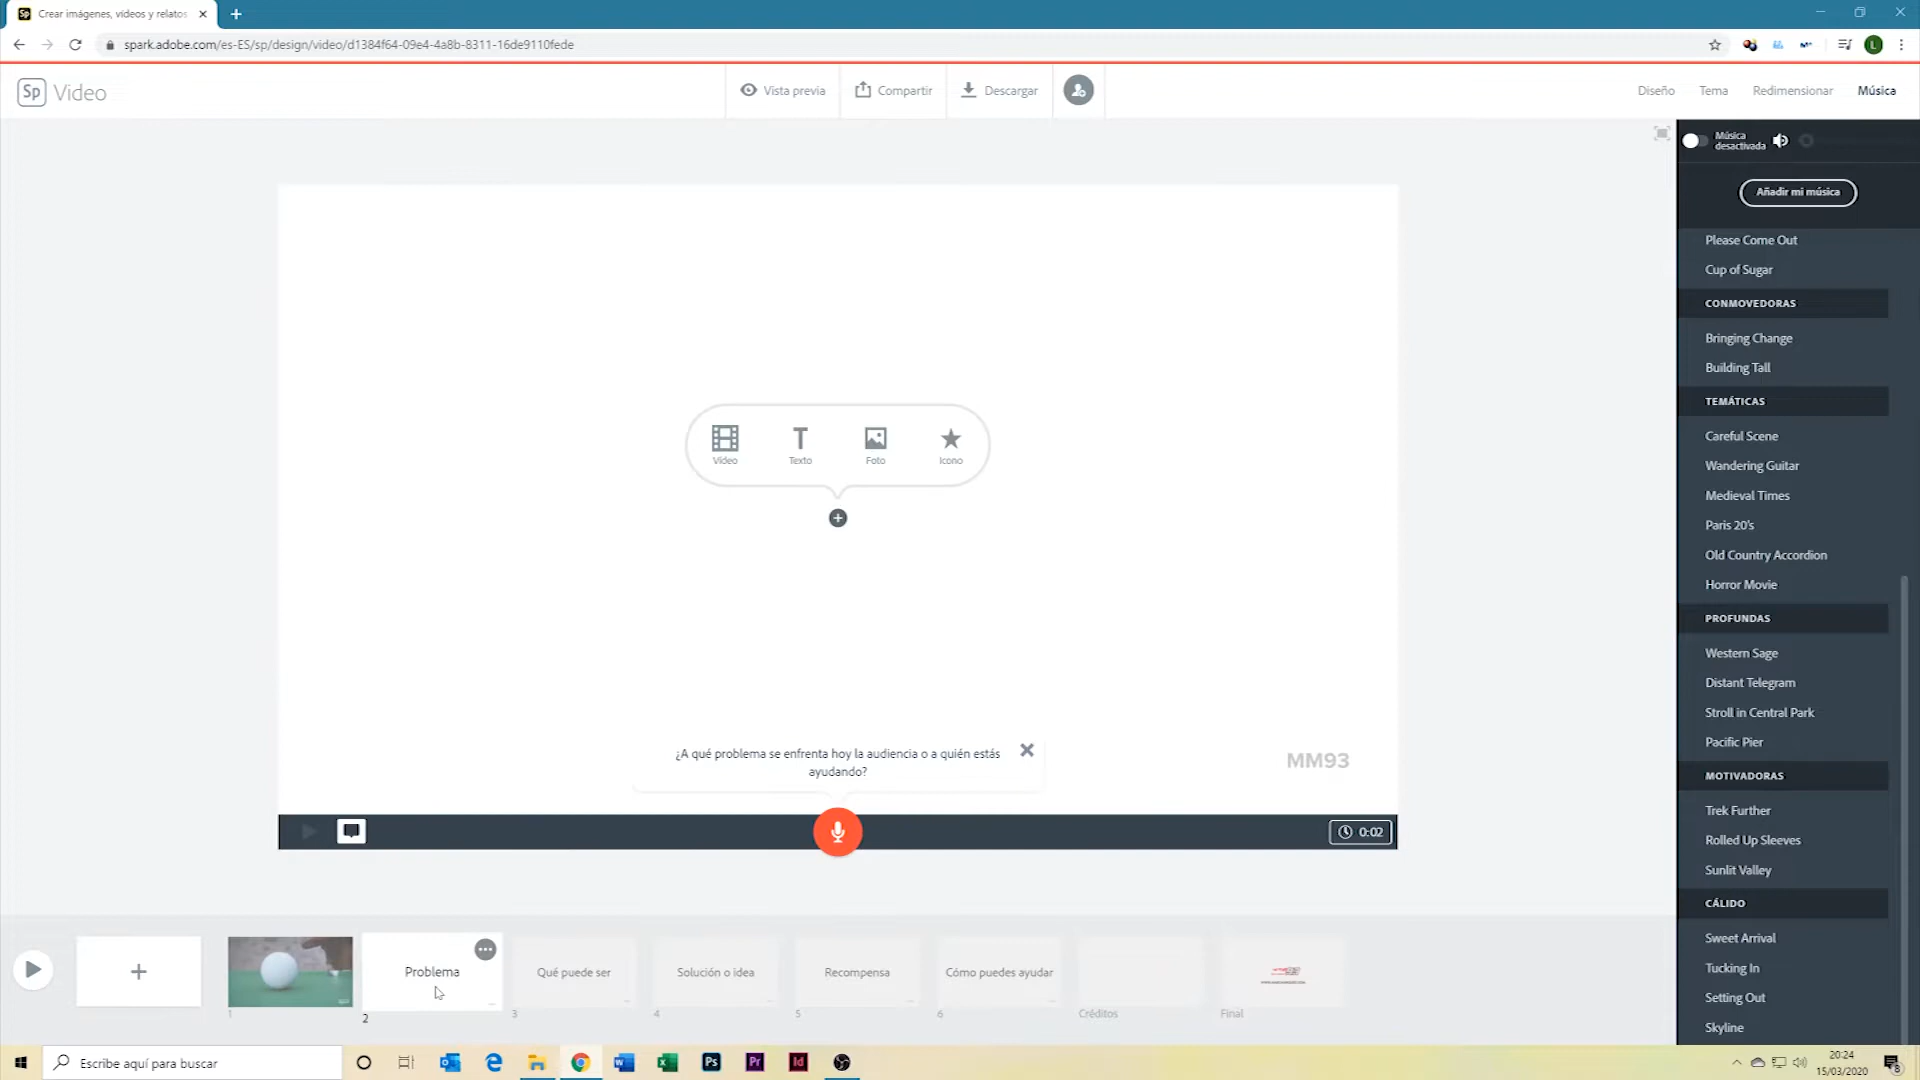 Crear imágenes, vídeos y relatos
spark.adobe.com/es-ES/sp/design/video/d1384f64-09e4-4a8b-8311-16de9110fede
L
Sp Video
Vista previa
Compartir
Descargar
Diseño
Tema
Redimensionar
Música
Música
desactivada
Añadir mi música
Please Come Out
Cup of Sugar
CONMOVEDORAS
Bringing Change
Building Tall
TEMÁTICAS
Careful Scene
Wandering Guitar
Medieval Times
Paris 20's
Old Country Accordion
Horror Movie
PROFUNDAS
Western Sage
Distant Telegram
Stroll in Central Park
Pacific Pier
MOTIVADORAS
Trek Further
Rolled Up Sleeves
Sunlit Valley
CÁLIDO
Sweet Arrival
Tucking In
Setting Out
Skyline
Vídeo
Texto
Foto
Icono
¿A qué problema se enfrenta hoy la audiencia o a quién estás
ayudando?
MM93
0:02
Problema
Qué puede ser
Solución o idea
Recompensa
Cómo puedes ayudar
1
2
3
4
5
6
Créditos
Final
Escribe aquí para buscar
20:24
15/03/2020